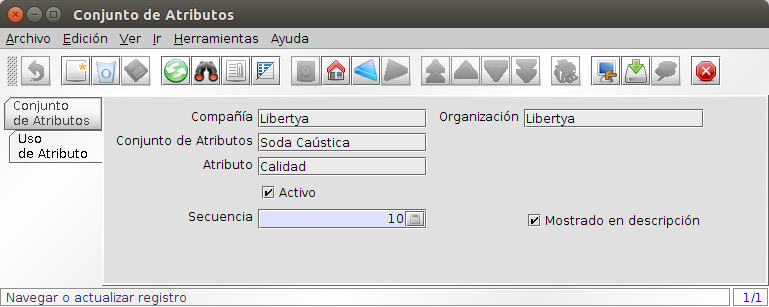 Conjunto de Atributos
Archivo Edición Ver Ir Herramientas Ayuda
Conjunto
de Atributos
Uso
de Atributo
Compañía Libertya Organización Libertya
Conjunto de Atributos Soda Caústica
Atributo Calidad
Activo
Secuencia 10 Mostrado en descripción
Navegar o actualizar registro 1/1